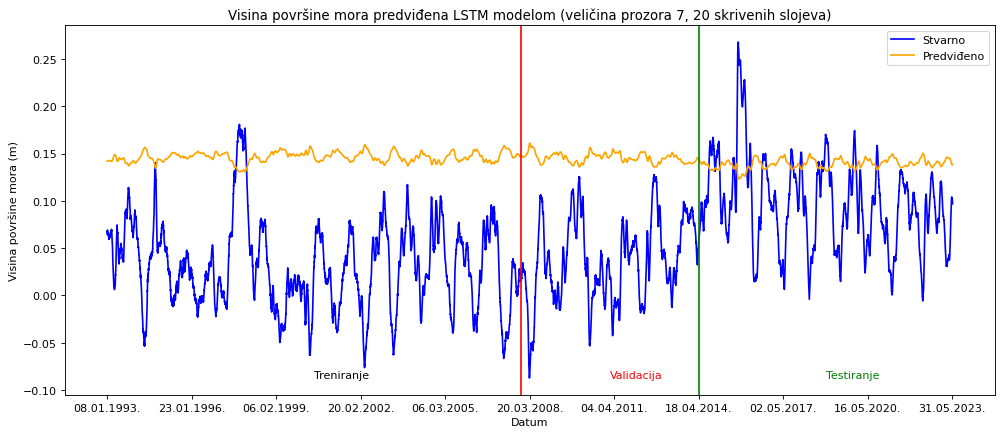 Visina površine mora predviđena LSTM modelom (veličina prozora 7, 20 skrivenih slojeva)
Stvarno
Predviđeno
Visina površine mora (m)
0.25
0.20
0.15
0.10
0.05
0.00
−0.05
−0.10
Treniranje
Validacija
Testiranje
08.01.1993.
23.01.1996.
06.02.1999.
20.02.2002.
06.03.2005.
20.03.2008.
04.04.2011.
18.04.2014.
02.05.2017.
16.05.2020.
31.05.2023.
Datum